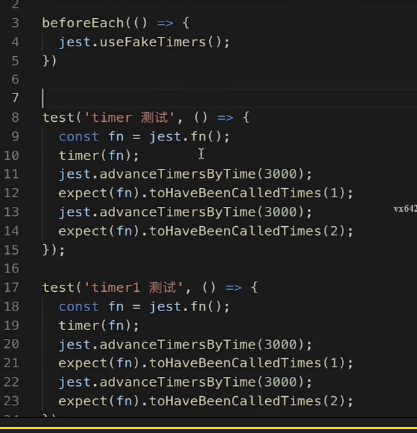 2
3 beforeEach(() => {
4   jest.useFakeTimers();
5 })
6
7
8 test('timer 测试', () => {
9   const fn = jest.fn();
10   timer(fn);
11   jest.advanceTimersByTime(3000);
12   expect(fn).toHaveBeenCalledTimes(1);
13   jest.advanceTimersByTime(3000);
14   expect(fn).toHaveBeenCalledTimes(2);
15 });
16
17 test('timer1 测试', () => {
18   const fn = jest.fn();
19   timer(fn);
20   jest.advanceTimersByTime(3000);
21   expect(fn).toHaveBeenCalledTimes(1);
22   jest.advanceTimersByTime(3000);
23   expect(fn).toHaveBeenCalledTimes(2);
vx642